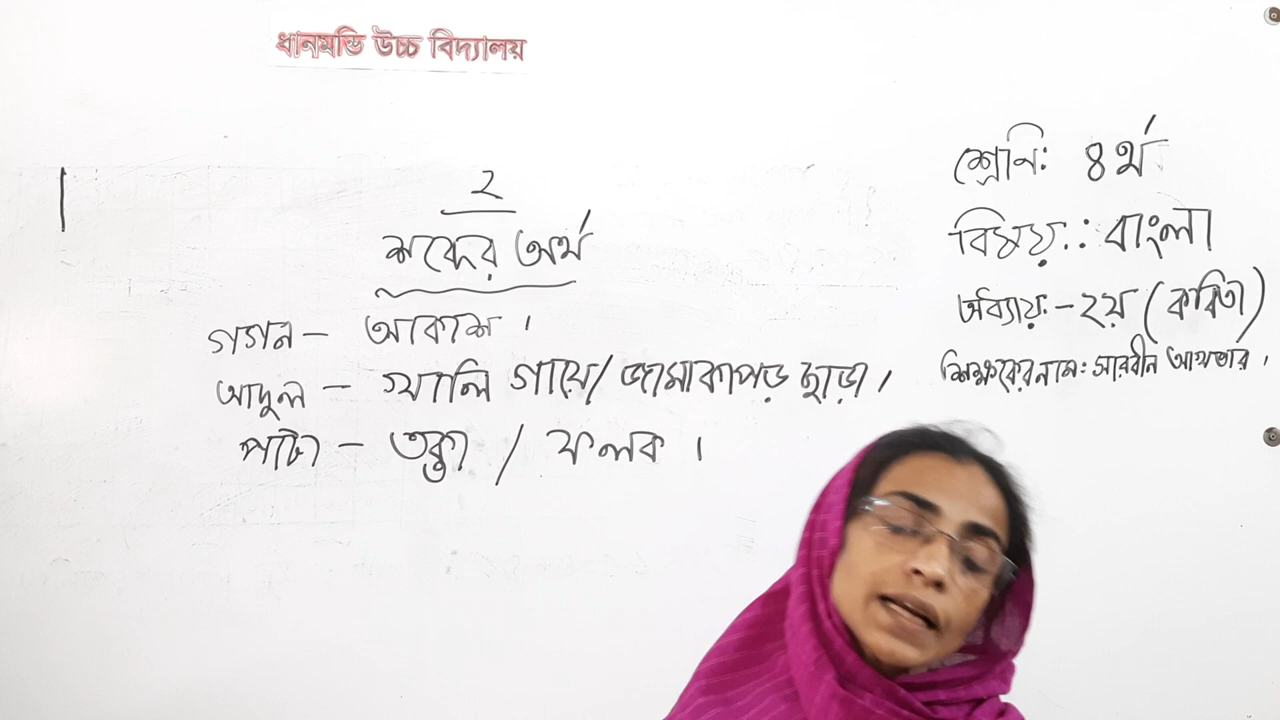 ধানমন্ডি উচ্চ বিদ্যালয়
২
শব্দের অর্থ
গগন – আকাশ ।
আদুল – খালি গায়ে/ জামাকাপড় ছাড়া ।
পাটা – তক্তা / ফলক ।
শ্রেনি: ৪র্থ
বিষয়: বাংলা
অধ্যায় – ২য় (কবিতা)
শিক্ষকের নাম: সারবীন আখতার ।